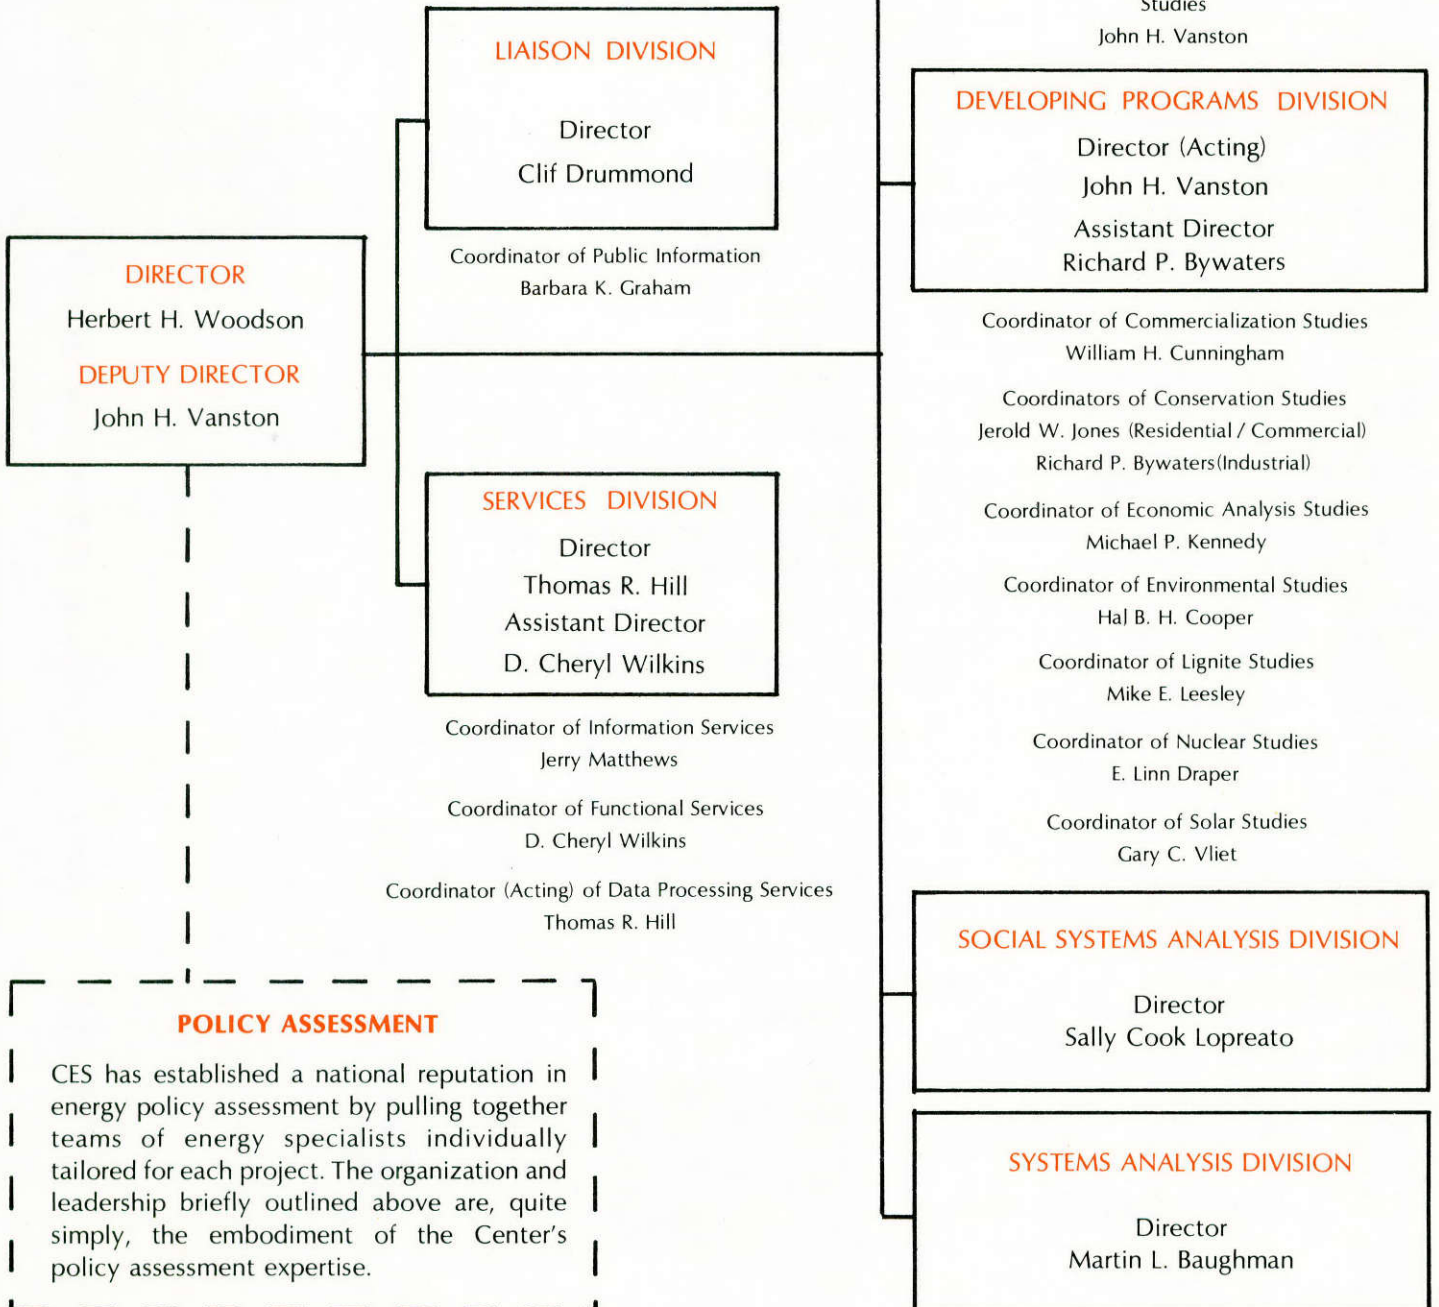 LIAISON DIVISION
Director
Clif Drummond
Coordinator of Public Information
Barbara K. Graham
DIRECTOR
Herbert H. Woodson
DEPUTY DIRECTOR
John H. Vanston
SERVICES DIVISION
Director
Thomas R. Hill
Assistant Director
D. Cheryl Wilkins
Coordinator of Information Services
Jerry Matthews
Coordinator of Functional Services
D. Cheryl Wilkins
Coordinator (Acting) of Data Processing Services
Thomas R. Hill
POLICY ASSESSMENT
CES has established a national reputation in
energy policy assessment by pulling together
teams of energy specialists individually
tailored for each project. The organization and
leadership briefly outlined above are, quite
simply, the embodiment of the Center's
policy assessment expertise.
Studies
John H. Vanston
DEVELOPING PROGRAMS DIVISION
Director (Acting)
John H. Vanston
Assistant Director
Richard P. Bywaters
Coordinator of Commercialization Studies
William H. Cunningham
Coordinators of Conservation Studies
Jerold W. Jones (Residential / Commercial)
Richard P. Bywaters(Industrial)
Coordinator of Economic Analysis Studies
Michael P. Kennedy
Coordinator of Environmental Studies
Hal B. H. Cooper
Coordinator of Lignite Studies
Mike E. Leesley
Coordinator of Nuclear Studies
E. Linn Draper
Coordinator of Solar Studies
Gary C. Vliet
SOCIAL SYSTEMS ANALYSIS DIVISION
Director
Sally Cook Lopreato
SYSTEMS ANALYSIS DIVISION
Director
Martin L. Baughman